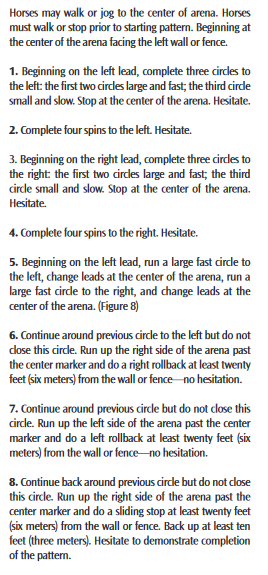 Horses may walk or jog to the center of arena. Horses
must walk or stop prior to starting pattern. Beginning at
the center of the arena facing the left wall or fence.
1. Beginning on the left lead, complete three circles to
the left: the first two circles large and fast; the third circle
small and slow. Stop at the center of the arena. Hesitate.
2. Complete four spins to the left. Hesitate.
3. Beginning on the right lead, complete three circles to
the right: the first two circles large and fast; the third
circle small and slow. Stop at the center of the arena.
Hesitate.
4. Complete four spins to the right. Hesitate.
5. Beginning on the left lead, run a large fast circle to
the left, change leads at the center of the arena, run a
large fast circle to the right, and change leads at the
center of the arena. (Figure 8)
6. Continue around previous circle to the left but do not
close this circle. Run up the right side of the arena past
the center marker and do a right rollback at least twenty
feet (six meters) from the wall or fence—no hesitation.
7. Continue around previous circle but do not close this
circle. Run up the left side of the arena past the center
marker and do a left rollback at least twenty feet (six
meters) from the wall or fence—no hesitation.
8. Continue back around previous circle but do not close
this circle. Run up the right side of the arena past the
center marker and do a sliding stop at least twenty feet
(six meters) from the wall or fence. Back up at least ten
feet (three meters). Hesitate to demonstrate completion
of the pattern.